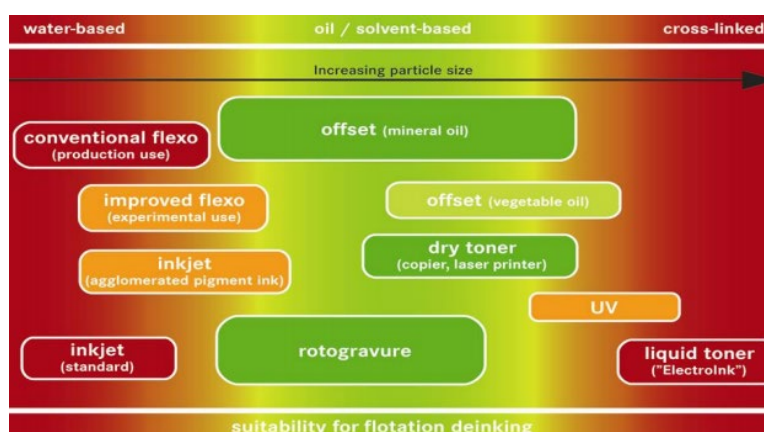 water-based
oil / solvent-based
cross-linked
Increasing particle size
conventional flexo
(production use)
offset (mineral oil)
improved flexo
(experimental use)
offset (vegetable oil)
inkjet
(agglomerated pigment ink)
dry toner
(copier, laser printer)
UV
inkjet
(standard)
rotogravure
liquid toner
("ElectroInk")
suitability for flotation deinking